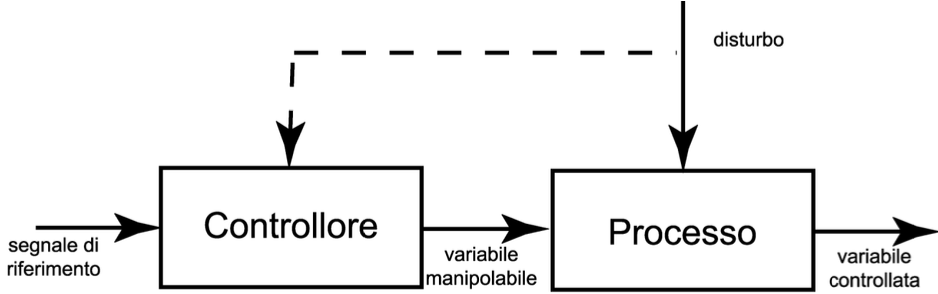 disturbo
Controllore
Processo
segnale di
riferimento
variabile
manipolabile
variabile
controllata